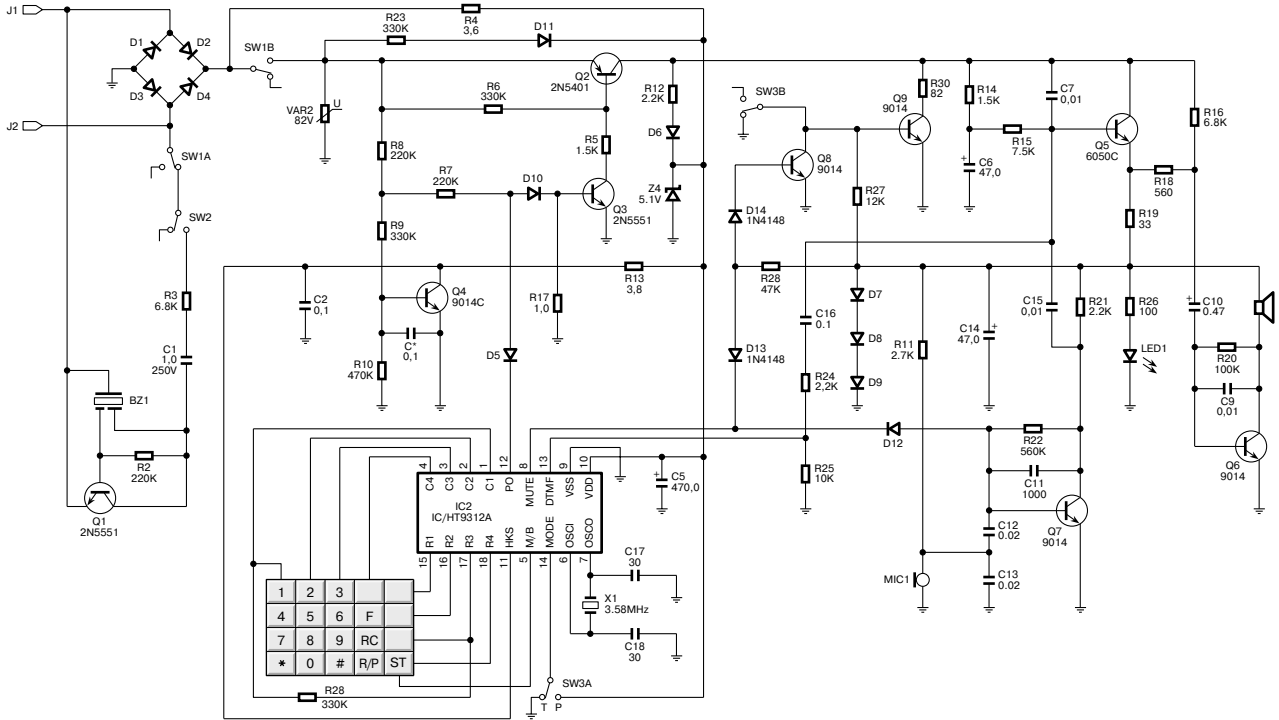 J1
J2
D1
D2
D3
D4
SW1B
SW1A
SW2
R3
6.8K
C1
1,0
250V
BZ1
R2
220K
Q1
2N5551
R23
330K
R4
3,6
D11
VAR2
82V
U
R6
330K
Q2
2N5401
R8
220K
R5
1.5K
R7
220K
D10
Q3
2N5551
R9
330K
R12
2.2K
D6
Z4
5.1V
C2
0,1
Q4
9014C
C*
0,1
R10
470K
R13
3,8
R17
1,0
D5
SW3B
Q8
9014
Q9
9014
R30
82
R14
1.5K
C6
+
47,0
R15
7.5K
C7
0,01
Q5
6050C
R16
6.8K
R18
560
R19
33
R27
12K
D14
1N4148
R28
47K
D7
D8
D9
C16
0.1
D13
1N4148
R24
2,2K
R25
10K
R11
2.7K
C14
+
47,0
C15
0,01
R21
2.2K
R26
100
LED1
C10
+
0.47
R20
100K
C9
0,01
Q6
9014
D12
R22
560K
C11
1000
C12
0.02
Q7
9014
C13
0.02
MIC1
C5
+
470,0
4 3 2 1 12 8 13 9 10
C4 C3 C2 C1 PO MUTE DTMF VSS VDD
IC2
IC/HT9312A
R1 R2 R3 R4 HKS M/B MODE OSCI OSCO
15 16 17 18 11 5 14 6 7
C17
30
X1
3.58MHz
C18
30
1 2 3
4 5 6 F
7 8 9 RC
* 0 # R/P ST
R28
330K
SW3A
T P